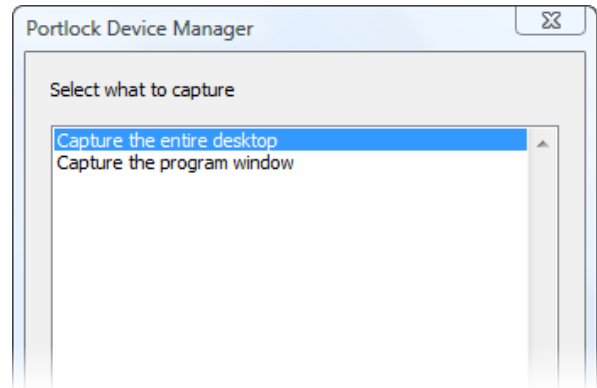 Portlock Device Manager
Select what to capture
Capture the entire desktop
Capture the program window